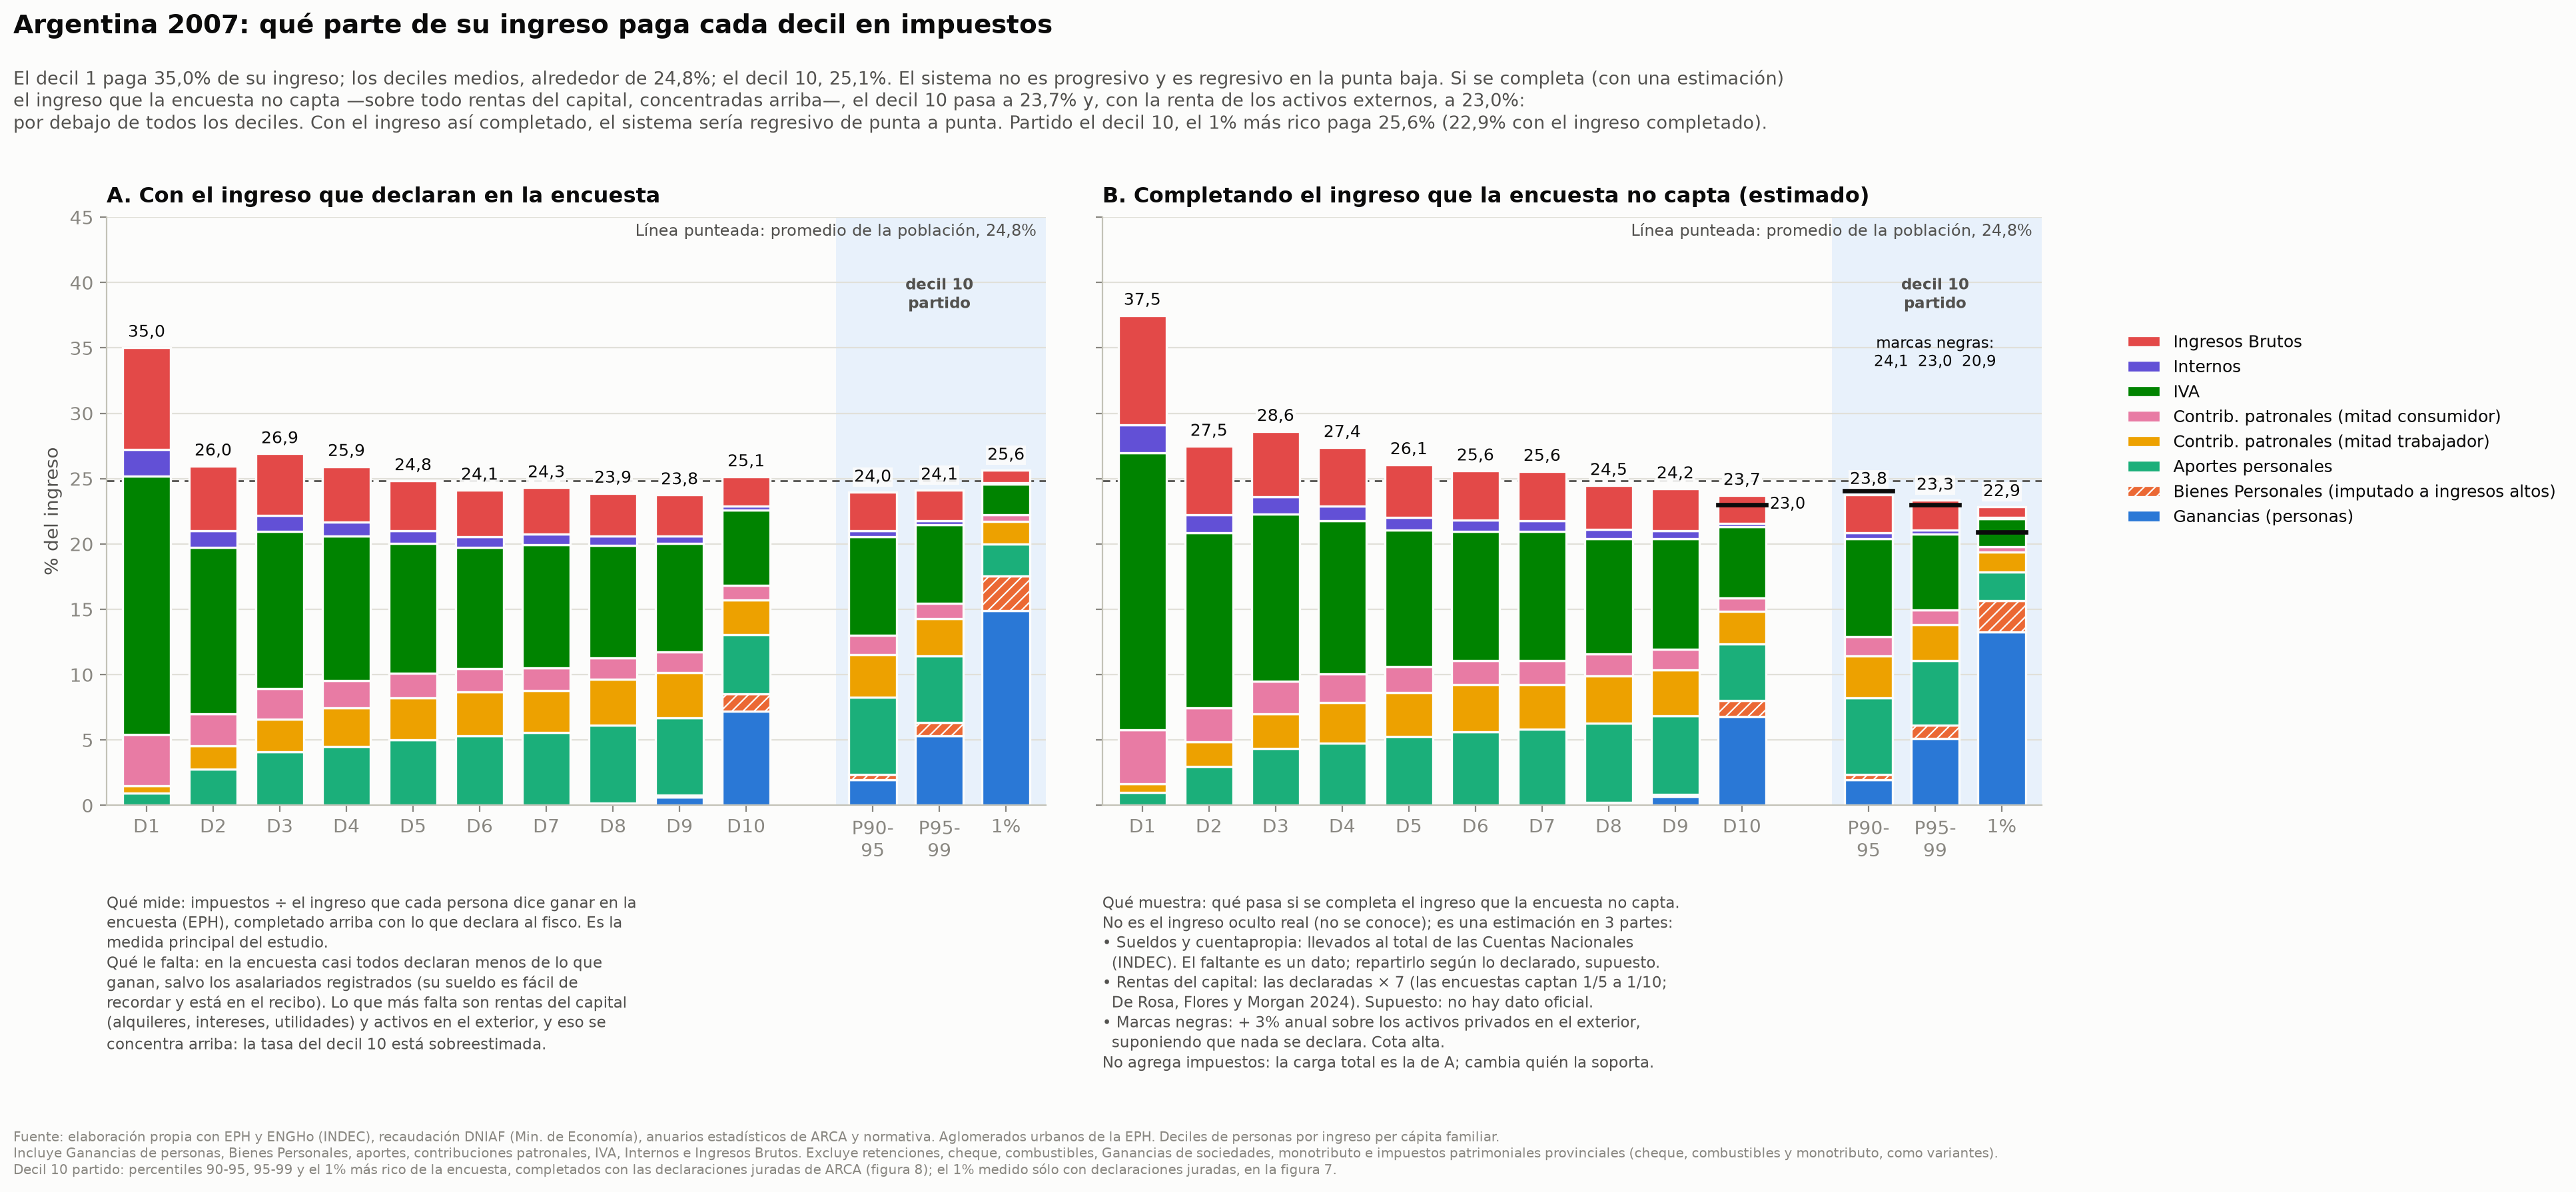 Argentina 2007: qué parte de su ingreso paga cada decil en impuestos
El decil 1 paga 35,0% de su ingreso; los deciles medios, alrededor de 24,8%; el decil 10, 25,1%. El sistema no es progresivo y es regresivo en la punta baja. Si se completa (con una estimación)
el ingreso que la encuesta no capta —sobre todo rentas del capital, concentradas arriba—, el decil 10 pasa a 23,7% y, con la renta de los activos externos, a 23,0%:
por debajo de todos los deciles. Con el ingreso así completado, el sistema sería regresivo de punta a punta. Partido el decil 10, el 1% más rico paga 25,6% (22,9% con el ingreso completado).
A. Con el ingreso que declaran en la encuesta
Línea punteada: promedio de la población, 24,8%
decil 10
partido
% del ingreso
45
40
35
30
25
20
15
10
5
0
35,0
26,0
26,9
25,9
24,8
24,1
24,3
23,9
23,8
25,1
24,0
24,1
25,6
D1
D2
D3
D4
D5
D6
D7
D8
D9
D10
P90-
95
P95-
99
1%
Qué mide: impuestos ÷ el ingreso que cada persona dice ganar en la
encuesta (EPH), completado arriba con lo que declara al fisco. Es la
medida principal del estudio.
Qué le falta: en la encuesta casi todos declaran menos de lo que
ganan, salvo los asalariados registrados (su sueldo es fácil de
recordar y está en el recibo). Lo que más falta son rentas del capital
(alquileres, intereses, utilidades) y activos en el exterior, y eso se
concentra arriba: la tasa del decil 10 está sobreestimada.
B. Completando el ingreso que la encuesta no capta (estimado)
Línea punteada: promedio de la población, 24,8%
decil 10
partido
marcas negras:
24,1 23,0 20,9
37,5
27,5
28,6
27,4
26,1
25,6
25,6
24,5
24,2
23,7
23,0
23,8
23,3
22,9
D1
D2
D3
D4
D5
D6
D7
D8
D9
D10
P90-
95
P95-
99
1%
Qué muestra: qué pasa si se completa el ingreso que la encuesta no capta.
No es el ingreso oculto real (no se conoce); es una estimación en 3 partes:
• Sueldos y cuentapropia: llevados al total de las Cuentas Nacionales
(INDEC). El faltante es un dato; repartirlo según lo declarado, supuesto.
• Rentas del capital: las declaradas × 7 (las encuestas captan 1/5 a 1/10;
De Rosa, Flores y Morgan 2024). Supuesto: no hay dato oficial.
• Marcas negras: + 3% anual sobre los activos privados en el exterior,
suponiendo que nada se declara. Cota alta.
No agrega impuestos: la carga total es la de A; cambia quién la soporta.
Ingresos Brutos
Internos
IVA
Contrib. patronales (mitad consumidor)
Contrib. patronales (mitad trabajador)
Aportes personales
Bienes Personales (imputado a ingresos altos)
Ganancias (personas)
Fuente: elaboración propia con EPH y ENGHo (INDEC), recaudación DNIAF (Min. de Economía), anuarios estadísticos de ARCA y normativa. Aglomerados urbanos de la EPH. Deciles de personas por ingreso per cápita familiar.
Incluye Ganancias de personas, Bienes Personales, aportes, contribuciones patronales, IVA, Internos e Ingresos Brutos. Excluye retenciones, cheque, combustibles, Ganancias de sociedades, monotributo e impuestos patrimoniales provinciales (cheque, combustibles y monotributo, como variantes).
Decil 10 partido: percentiles 90-95, 95-99 y el 1% más rico de la encuesta, completados con las declaraciones juradas de ARCA (figura 8); el 1% medido sólo con declaraciones juradas, en la figura 7.